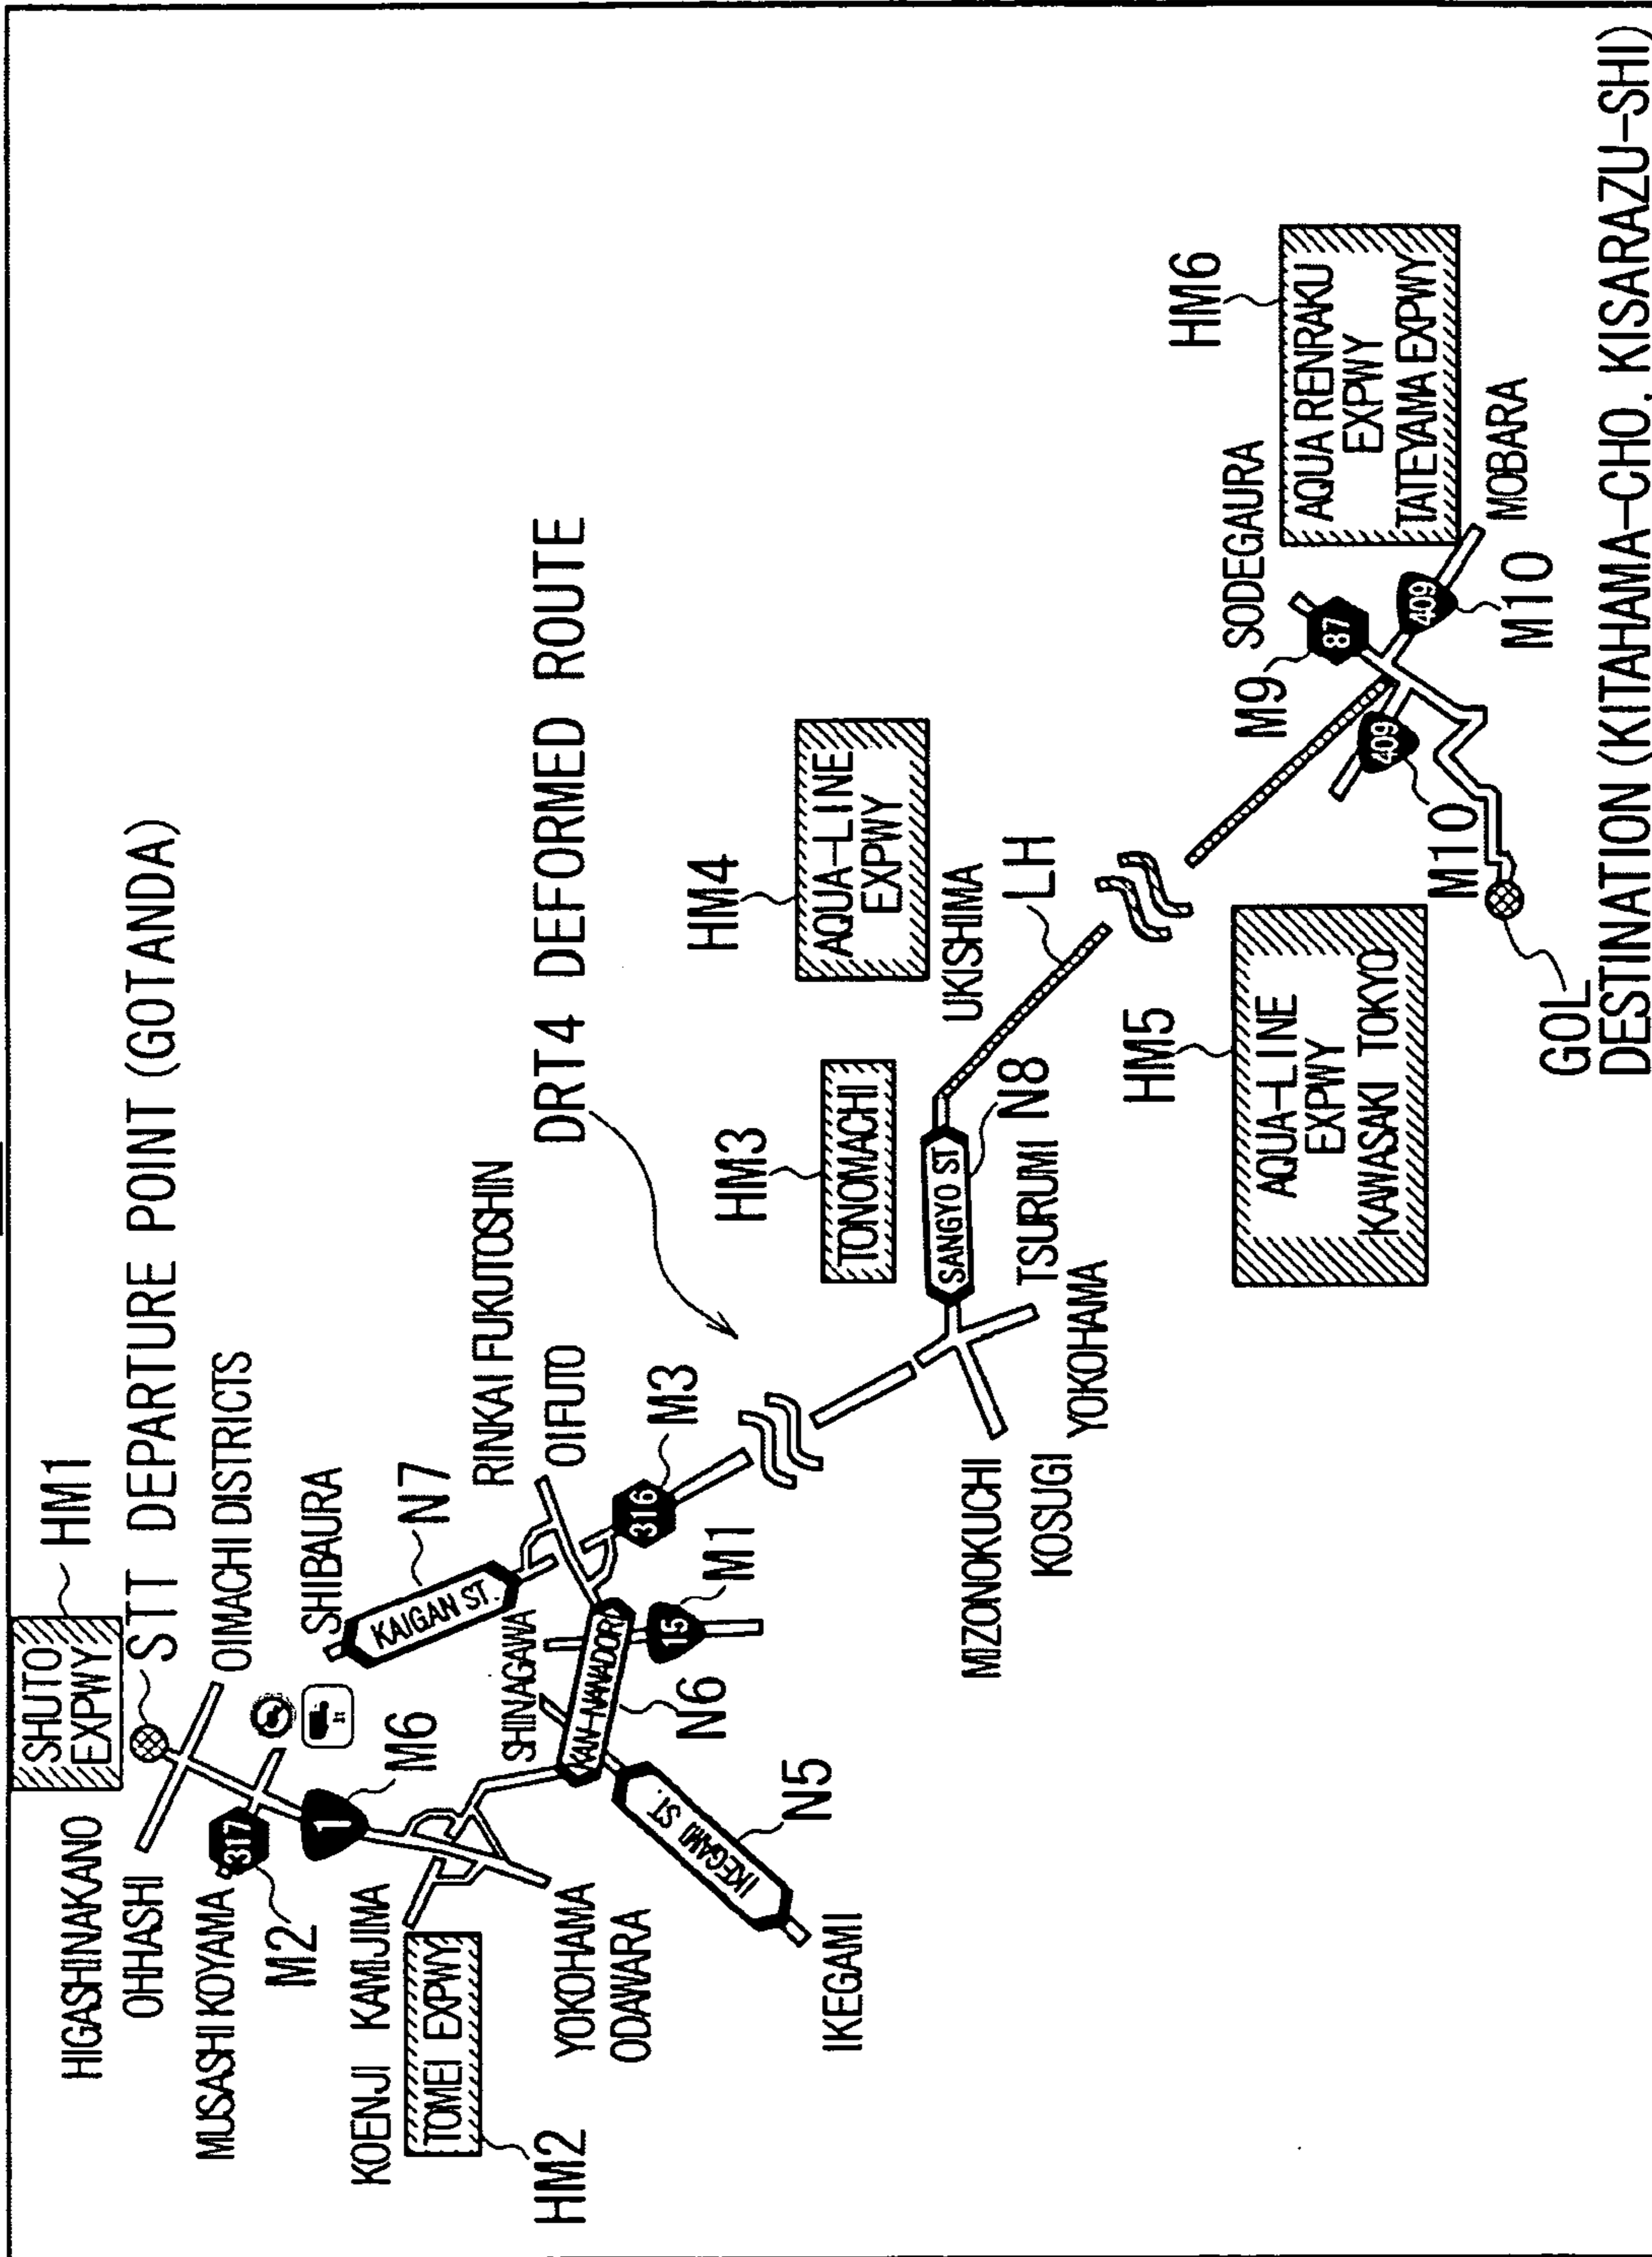 SHUTO
EXPWY
HM1
STT DEPARTURE POINT (GOTANDA)
HIGASHINAKANO
OHHASHI
OIMACHI DISTRICTS
MUSASHI KOYAMA
317
M2
1
M6
SHIBAURA
KAIGAN ST.
N7
KOENJI KAMIJIMA
TOMEI EXPWY
HM2
YOKOHAMA
ODAWARA
SHINAGAWA
KAN-NANADORI
N6
15
M1
RINKAI FUKUTOSHIN
OIFUTO
316
M3
IKEGAMI ST.
N5
IKEGAMI
DRT4 DEFORMED ROUTE
HM3
TONOMACHI
SANGYO ST
N8
TSURUMI
YOKOHAMA
MIZONOKUCHI
KOSUGI
HM4
AQUA-LINE
EXPWY
UKISHIMA
LH
HM5
AQUA-LINE
EXPWY
KAWASAKI TOKYO
HM6
AQUA RENRAKU
EXPWY
TATEYAMA EXPWY
SODEGAURA
M9
87
409
M10
409
M10
MOBARA
GOL
DESTINATION (KITAHAMA-CHO, KISARAZU-SHI)